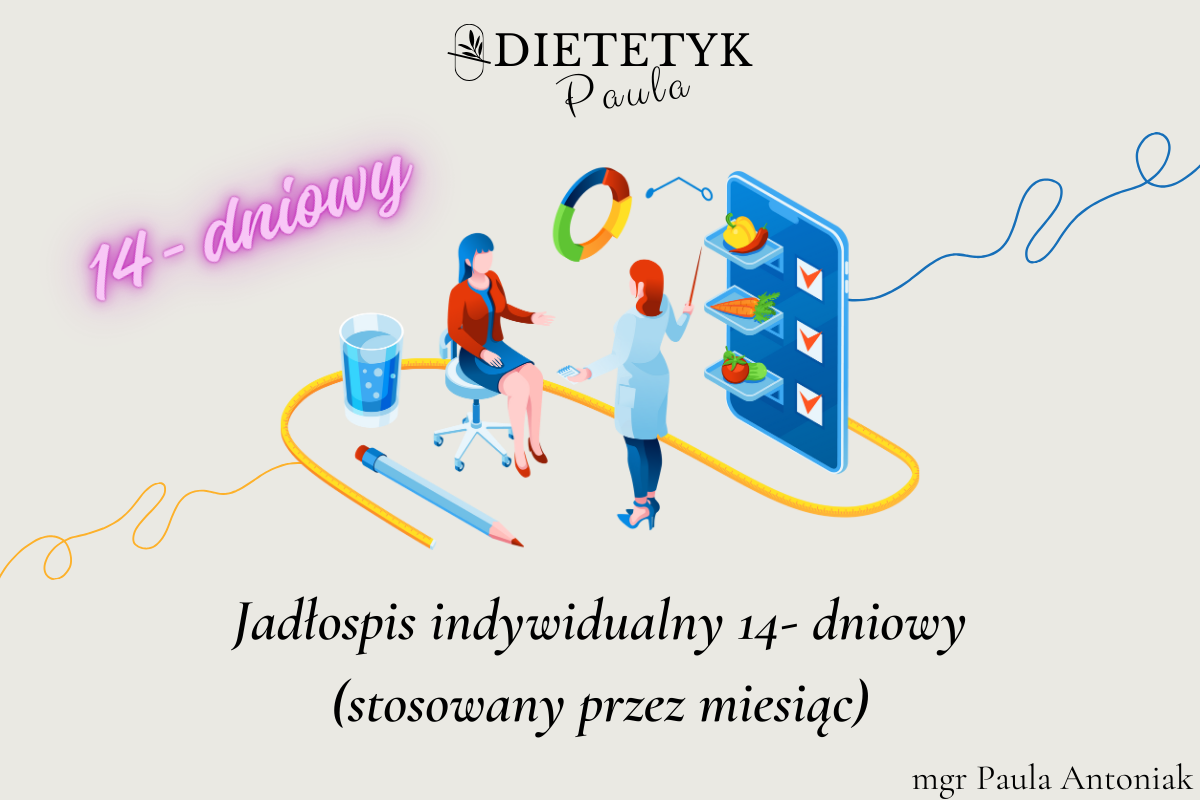 DIETETYK
Paula
14- dniowy
Jadłospis indywidualny 14- dniowy
(stosowany przez miesiąc)
mgr Paula Antoniak